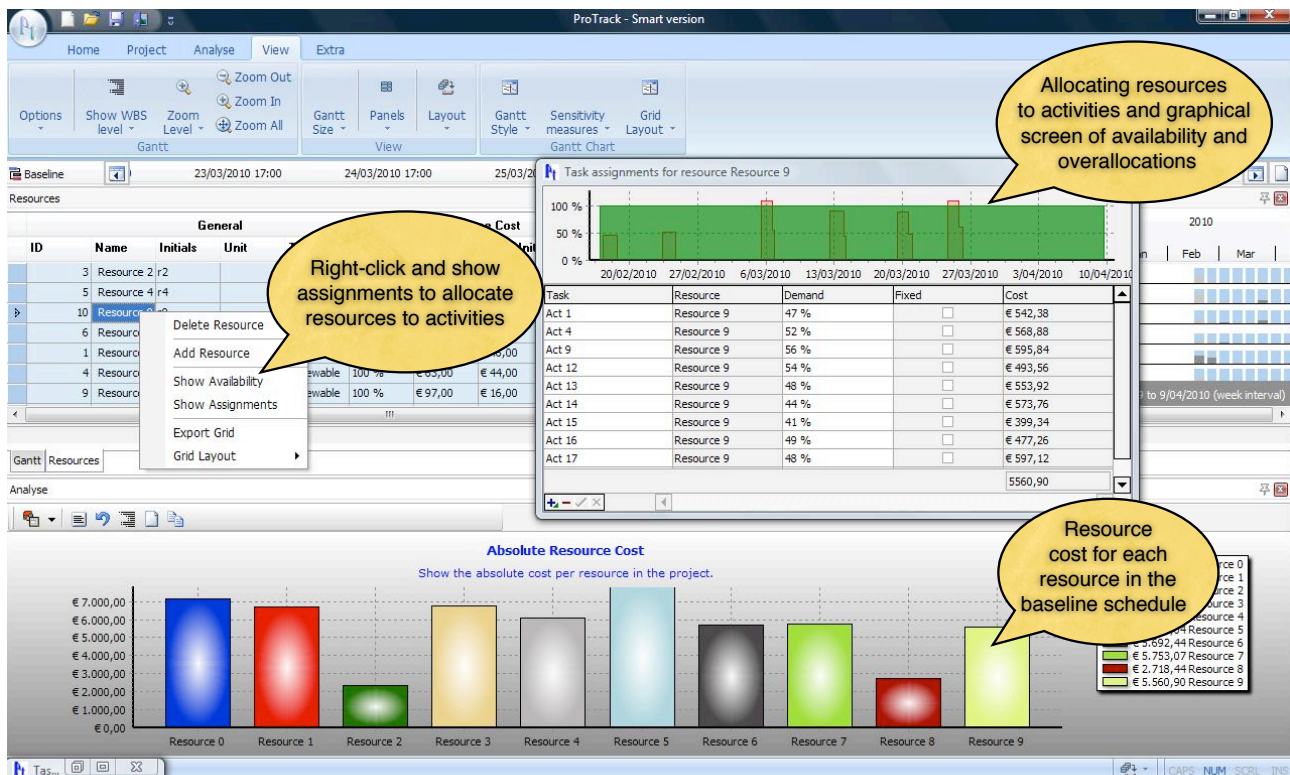 ProTrack - Smart version
Home Project Analyse View Extra
Options
Show WBS level
Zoom Level
Zoom Out
Zoom In
Zoom All
Gantt
Gantt Size
Panels
Layout
View
Gantt Style
Sensitivity measures
Grid Layout
Gantt Chart
Allocating resources
to activities and graphical
screen of availability and
overallocations
Baseline 23/03/2010 17:00 24/03/2010 17:00
Resources
General Cost
ID Name Initials Unit
3 Resource 2 r2
5 Resource 4 r4
10
6
1
4 ewable 100 % € 44,00
9 ewable 100 % € 97,00 € 16,00
Delete Resource
Add Resource
Show Availability
Show Assignments
Export Grid
Grid Layout
Right-click and show
assignments to allocate
resources to activities
Task assignments for resource Resource 9
100 %
50 %
0 %
20/02/2010 27/02/2010 6/03/2010 13/03/2010 20/03/2010 27/03/2010 3/04/2010 10/04/2010
Task Resource Demand Fixed Cost
Act 1 Resource 9 47 % € 542,38
Act 4 Resource 9 52 % € 568,88
Act 9 Resource 9 56 % € 595,84
Act 12 Resource 9 54 % € 493,56
Act 13 Resource 9 48 % € 553,92
Act 14 Resource 9 44 % € 573,76
Act 15 Resource 9 41 % € 399,34
Act 16 Resource 9 49 % € 477,26
Act 17 Resource 9 48 % € 597,12
5560,90
2010
Feb Mar
to 9/04/2010 (week interval)
Gantt Resources
Analyse
Absolute Resource Cost
Show the absolute cost per resource in the project.
€ 7.000,00
€ 6.000,00
€ 5.000,00
€ 4.000,00
€ 3.000,00
€ 2.000,00
€ 1.000,00
€ 0,00
Resource 0 Resource 1 Resource 2 Resource 3 Resource 4 Resource 5 Resource 6 Resource 7 Resource 8 Resource 9
Resource
cost for each
resource in the
baseline schedule
Resource 5
€ 5.692,44 Resource 6
€ 5.753,07 Resource 7
€ 2.718,44 Resource 8
€ 5.560,90 Resource 9
Tas...
CAPS NUM SCRL INS